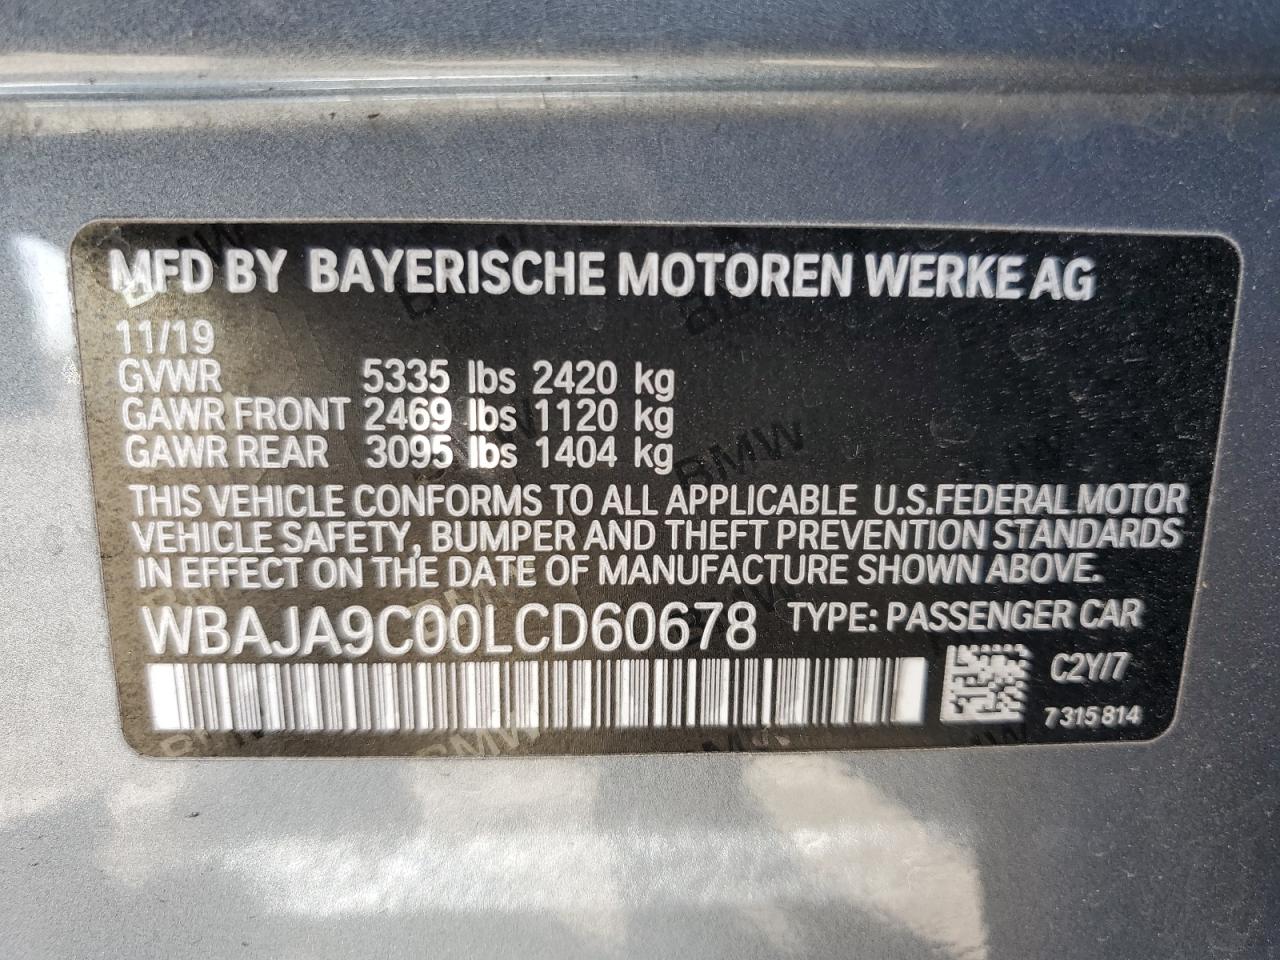 MFD BY BAYERISCHE MOTOREN WERKE AG
11/19
GVWR 5335 lbs 2420 kg
GAWR FRONT 2469 lbs 1120 kg
GAWR REAR 3095 lbs 1404 kg
THIS VEHICLE CONFORMS TO ALL APPLICABLE U.S.FEDERAL MOTOR
VEHICLE SAFETY, BUMPER AND THEFT PREVENTION STANDARDS
IN EFFECT ON THE DATE OF MANUFACTURE SHOWN ABOVE.
WBAJA9C00LCD60678 TYPE: PASSENGER CAR
C2Y/7
7 315 814
BMW
BMW
BMW